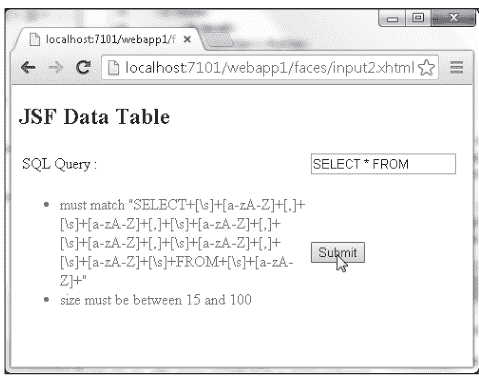 localhost:7101/webapp1/f
localhost:7101/webapp1/faces/input2.xhtml
JSF Data Table
SQL Query :
SELECT * FROM
must match "SELECT+[\s]+[a-zA-Z]+[,]+
[\s]+[a-zA-Z]+[,]+[\s]+[a-zA-Z]+[,]+
[\s]+[a-zA-Z]+[,]+[\s]+[a-zA-Z]+[,]+
[\s]+[a-zA-Z]+[\s]+FROM+[\s]+[a-zA-
Z]+"
Submit
size must be between 15 and 100